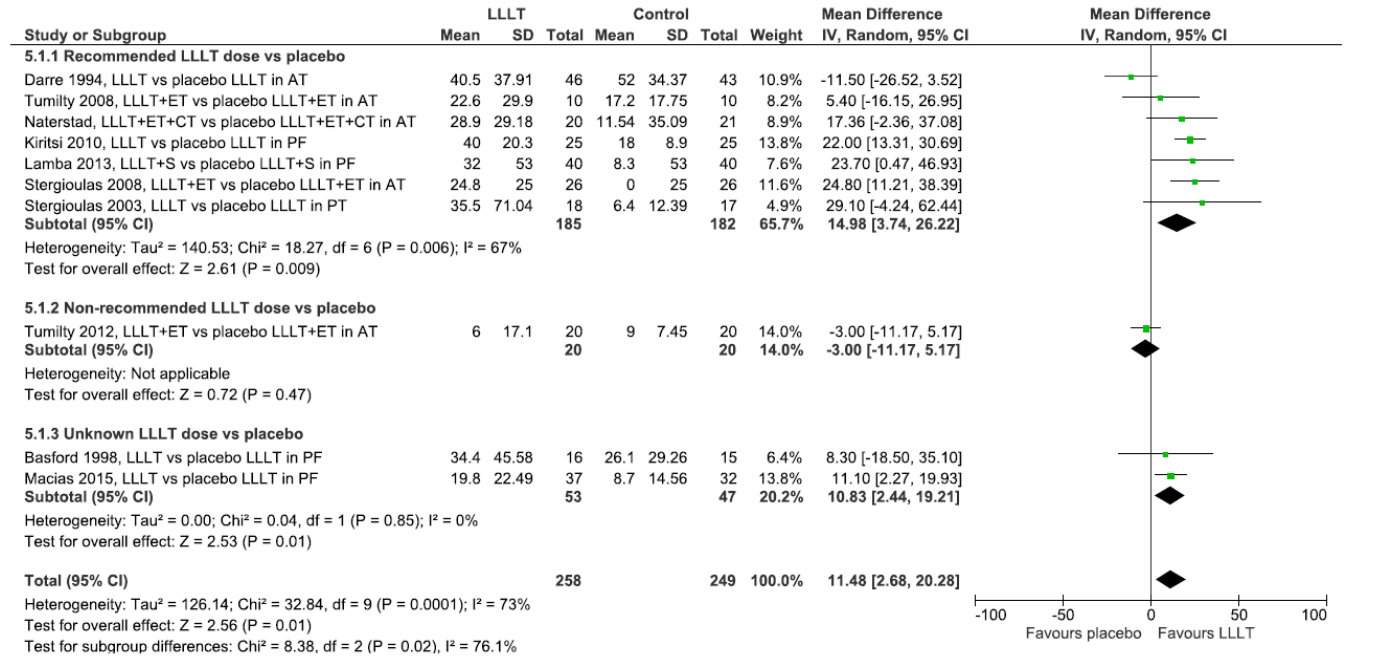 LLLT Control Mean Difference Mean Difference
Study or Subgroup Mean SD Total Mean SD Total Weight IV, Random, 95% CI IV, Random, 95% CI
5.1.1 Recommended LLLT dose vs placebo
Darre 1994, LLLT vs placebo LLLT in AT 40.5 37.91 46 52 34.37 43 10.9% -11.50 [-26.52, 3.52]
Tumilty 2008, LLLT+ET vs placebo LLLT+ET in AT 22.6 29.9 10 17.2 17.75 10 8.2% 5.40 [-16.15, 26.95]
Naterstad, LLLT+ET+CT vs placebo LLLT+ET+CT in AT 28.9 29.18 20 11.54 35.09 21 8.9% 17.36 [-2.36, 37.08]
Kiritsi 2010, LLLT vs placebo LLLT in PF 40 20.3 25 18 8.9 25 13.8% 22.00 [13.31, 30.69]
Lamba 2013, LLLT+S vs placebo LLLT+S in PF 32 53 40 8.3 53 40 7.6% 23.70 [0.47, 46.93]
Stergioulas 2008, LLLT+ET vs placebo LLLT+ET in AT 24.8 25 26 0 25 26 11.6% 24.80 [11.21, 38.39]
Stergioulas 2003, LLLT vs placebo LLLT in PT 35.5 71.04 18 6.4 12.39 17 4.9% 29.10 [-4.24, 62.44]
Subtotal (95% CI) 185 182 65.7% 14.98 [3.74, 26.22]
Heterogeneity: Tau² = 140.53; Chi² = 18.27, df = 6 (P = 0.006); I² = 67%
Test for overall effect: Z = 2.61 (P = 0.009)
5.1.2 Non-recommended LLLT dose vs placebo
Tumilty 2012, LLLT+ET vs placebo LLLT+ET in AT 6 17.1 20 9 7.45 20 14.0% -3.00 [-11.17, 5.17]
Subtotal (95% CI) 20 20 14.0% -3.00 [-11.17, 5.17]
Heterogeneity: Not applicable
Test for overall effect: Z = 0.72 (P = 0.47)
5.1.3 Unknown LLLT dose vs placebo
Basford 1998, LLLT vs placebo LLLT in PF 34.4 45.58 16 26.1 29.26 15 6.4% 8.30 [-18.50, 35.10]
Macias 2015, LLLT vs placebo LLLT in PF 19.8 22.49 37 8.7 14.56 32 13.8% 11.10 [2.27, 19.93]
Subtotal (95% CI) 53 47 20.2% 10.83 [2.44, 19.21]
Heterogeneity: Tau² = 0.00; Chi² = 0.04, df = 1 (P = 0.85); I² = 0%
Test for overall effect: Z = 2.53 (P = 0.01)
Total (95% CI) 258 249 100.0% 11.48 [2.68, 20.28]
Heterogeneity: Tau² = 126.14; Chi² = 32.84, df = 9 (P = 0.0001); I² = 73%
Test for overall effect: Z = 2.56 (P = 0.01)
Test for subgroup differences: Chi² = 8.38, df = 2 (P = 0.02), I² = 76.1%
-100 -50 0 50 100
Favours placebo Favours LLLT